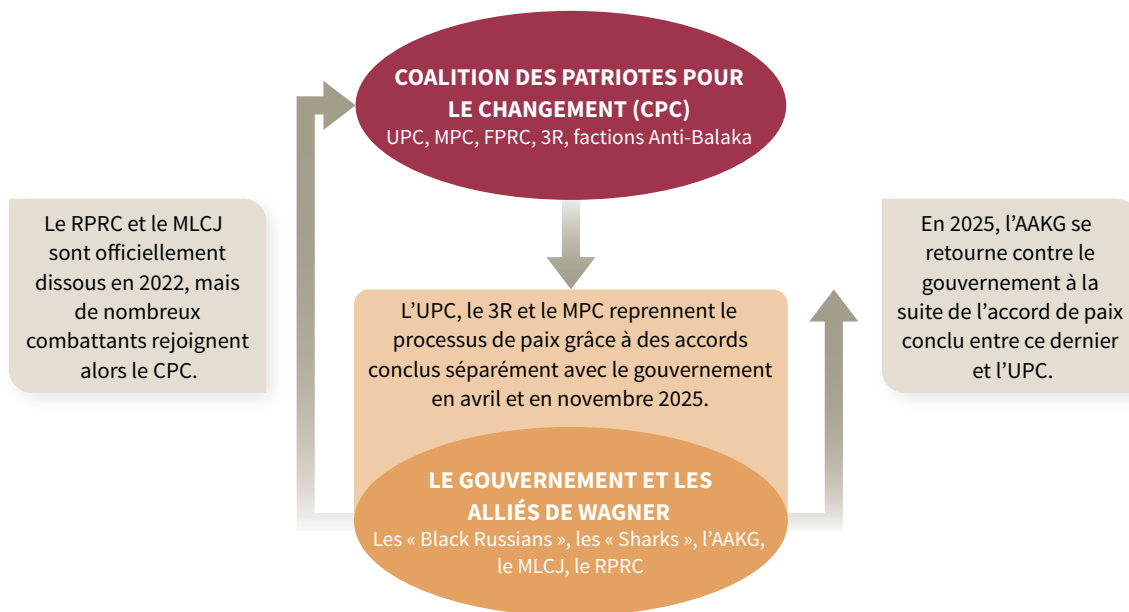 COALITION DES PATRIOTES POUR
LE CHANGEMENT (CPC)
UPC, MPC, FPRC, 3R, factions Anti-Balaka
Le RPRC et le MLCJ
sont officiellement
dissous en 2022, mais
de nombreux
combattants rejoignent
alors le CPC.
En 2025, l’AAKG se
retourne contre le
gouvernement à la
suite de l’accord de paix
conclu entre ce dernier
et l’UPC.
L’UPC, le 3R et le MPC reprennent le
processus de paix grâce à des accords
conclus séparément avec le gouvernement
en avril et en novembre 2025.
LE GOUVERNEMENT ET LES
ALLIÉS DE WAGNER
Les « Black Russians », les « Sharks », l’AAKG,
le MLCJ, le RPRC